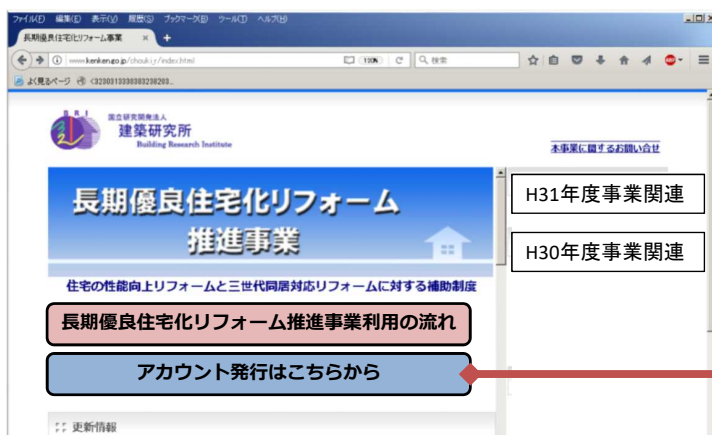 ファイル(F) 編集(E) 表示(V) 履歴(S) ブックマーク(B) ツール(T) ヘルプ(H)
長期優良住宅化リフォーム事業 × +
www.kenken.go.jp/chouki_r/index.html 120% 検索
よく見るページ
BRI
国立研究開発法人
建築研究所
Building Research Institute
本事業に関するお問い合せ
長期優良住宅化リフォーム
推進事業
H31年度事業関連
H30年度事業関連
住宅の性能向上リフォームと三世代同居対応リフォームに対する補助制度
長期優良住宅化リフォーム推進事業利用の流れ
アカウント発行はこちらから
更新情報